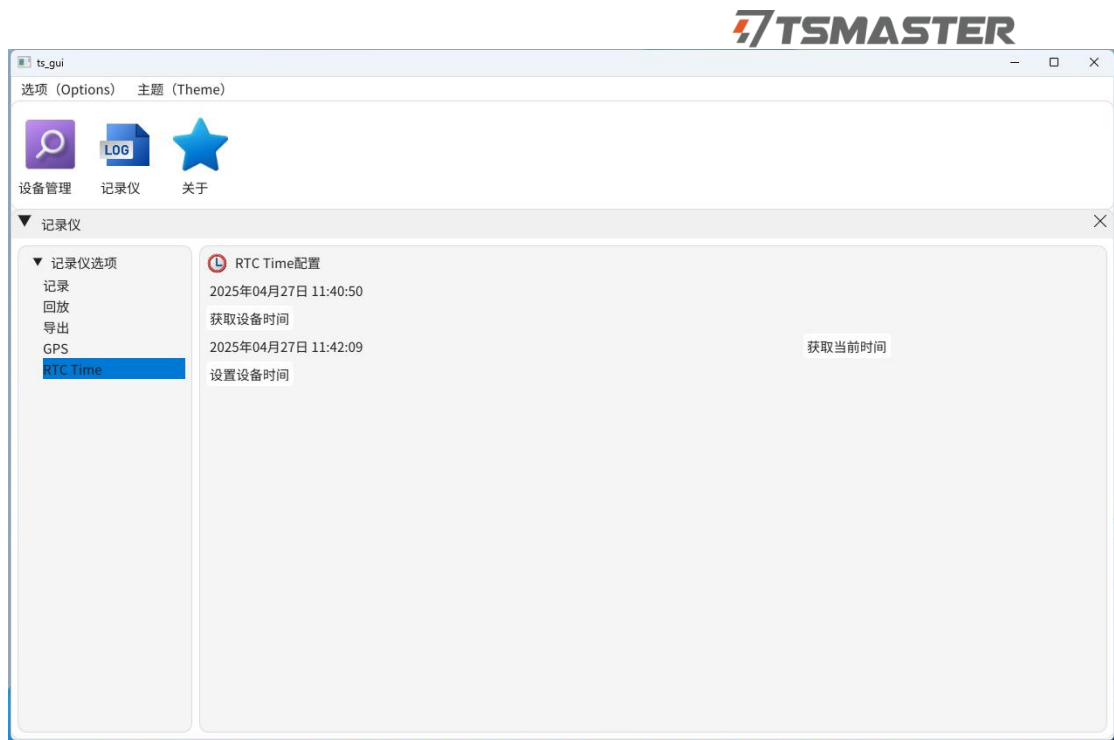 TSMASTER
ts_gui
选项（Options） 主题（Theme）
LOG
设备管理 记录仪 关于
记录仪
记录仪选项
记录
回放
导出
GPS
RTC Time
RTC Time配置
2025年04月27日 11:40:50
获取设备时间
2025年04月27日 11:42:09 获取当前时间
设置设备时间